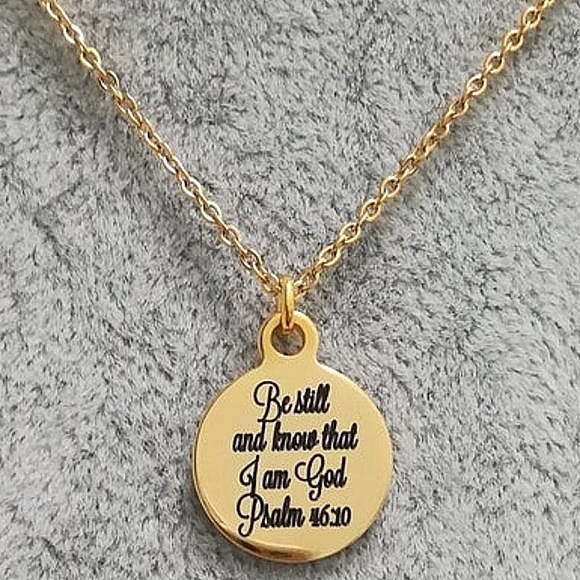 Be still
and know that
I am God
Psalm 46:10